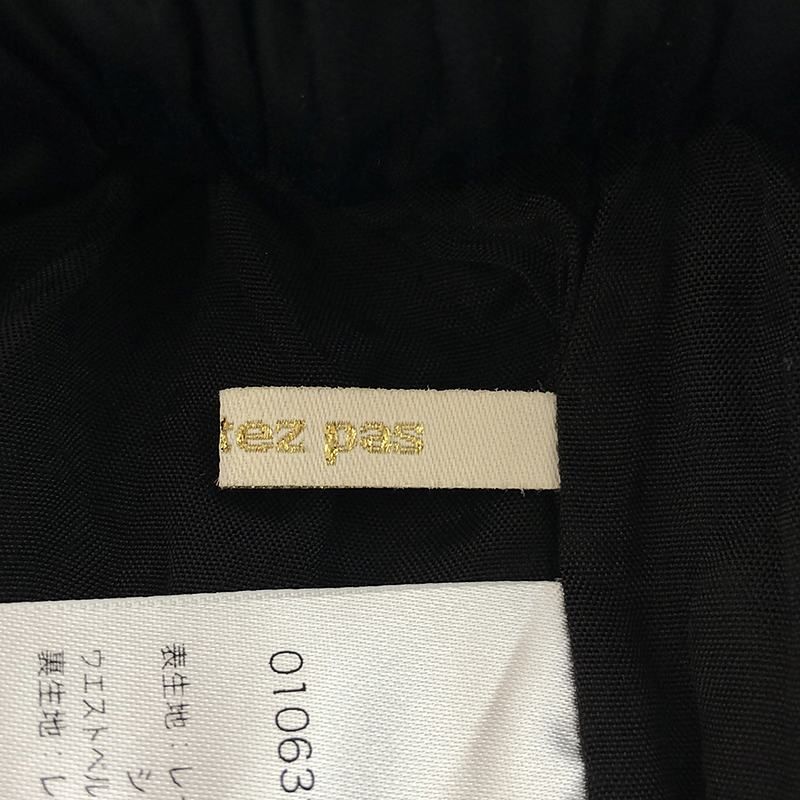 tez pas
01063
表生地:レ
シ
ウエストベル
裏生地:レ